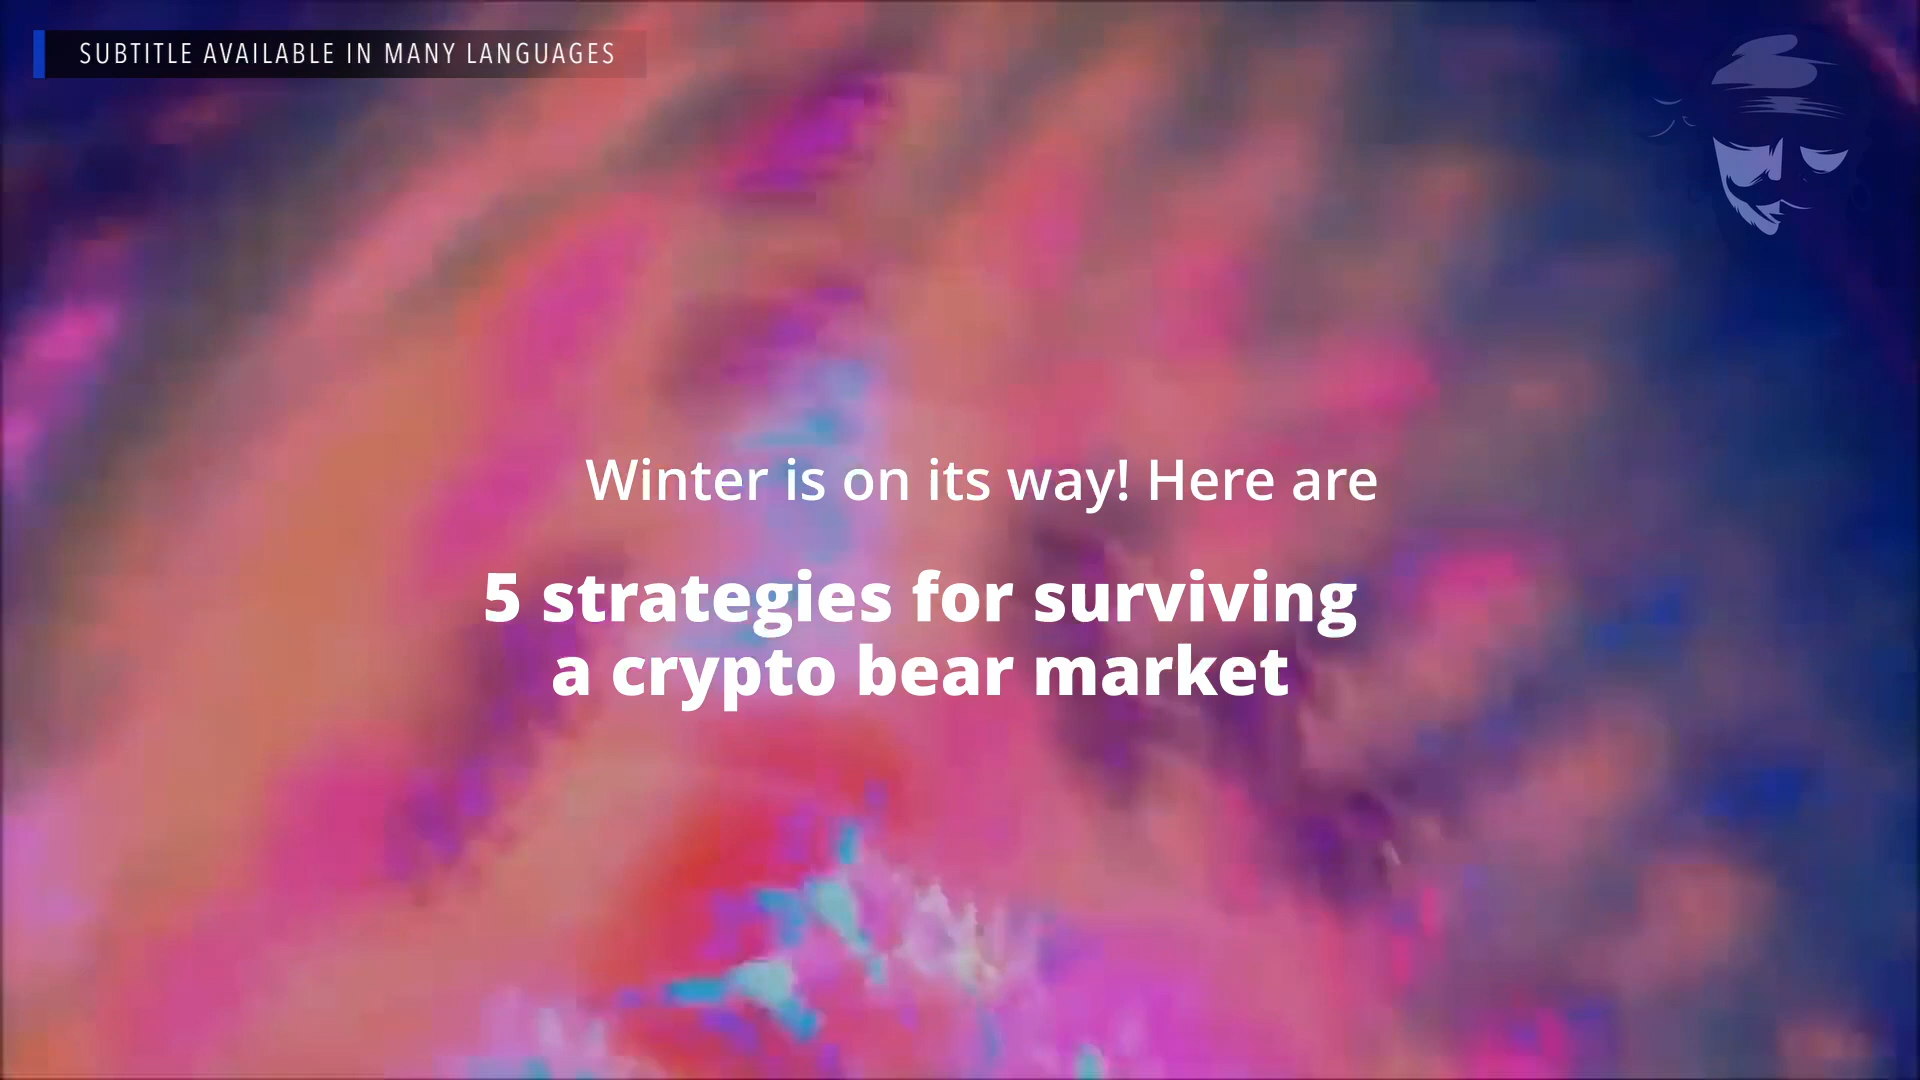 SUBTITLE AVAILABLE IN MANY LANGUAGES
Winter is on its way! Here are
5 strategies for surviving
a crypto bear market